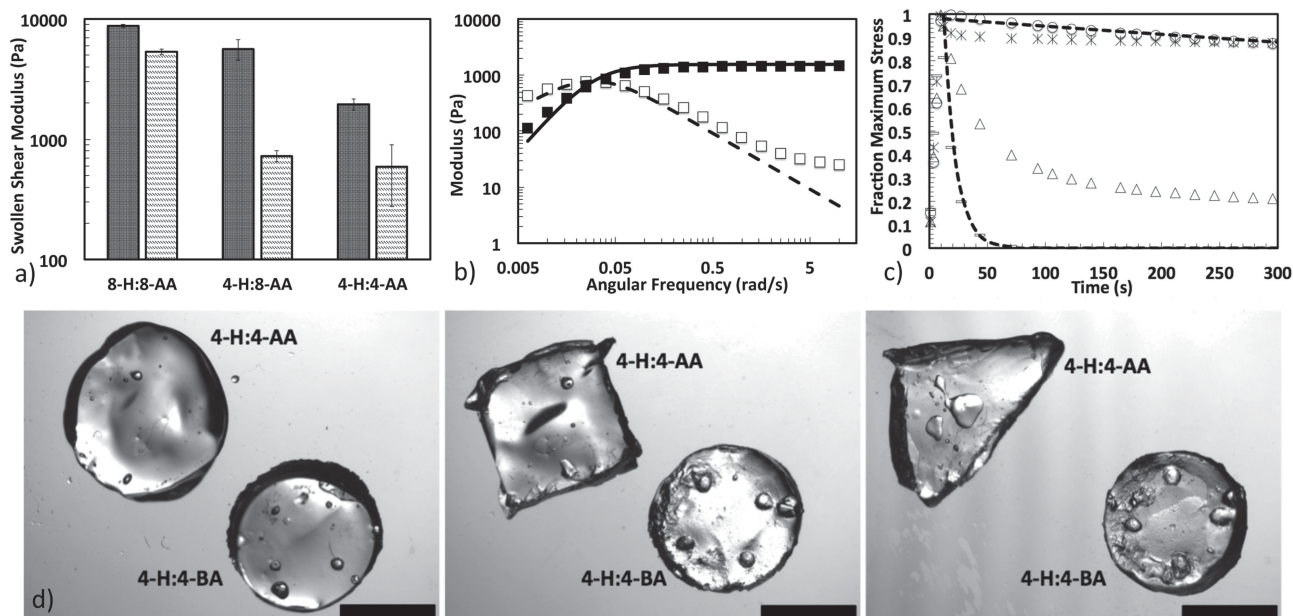 Swollen Shear Modulus (Pa)
10000
1000
100
8-H:8-AA
4-H:8-AA
4-H:4-AA
a)
Modulus (Pa)
10000
1000
100
10
1
0.005
0.05
0.5
5
Angular Frequency (rad/s)
b)
Fraction Maximum Stress
1
0.9
0.8
0.7
0.6
0.5
0.4
0.3
0.2
0.1
0
0
50
100
150
200
250
300
Time (s)
c)
4-H:4-AA
4-H:4-BA
4-H:4-AA
4-H:4-BA
4-H:4-AA
4-H:4-BA
d)